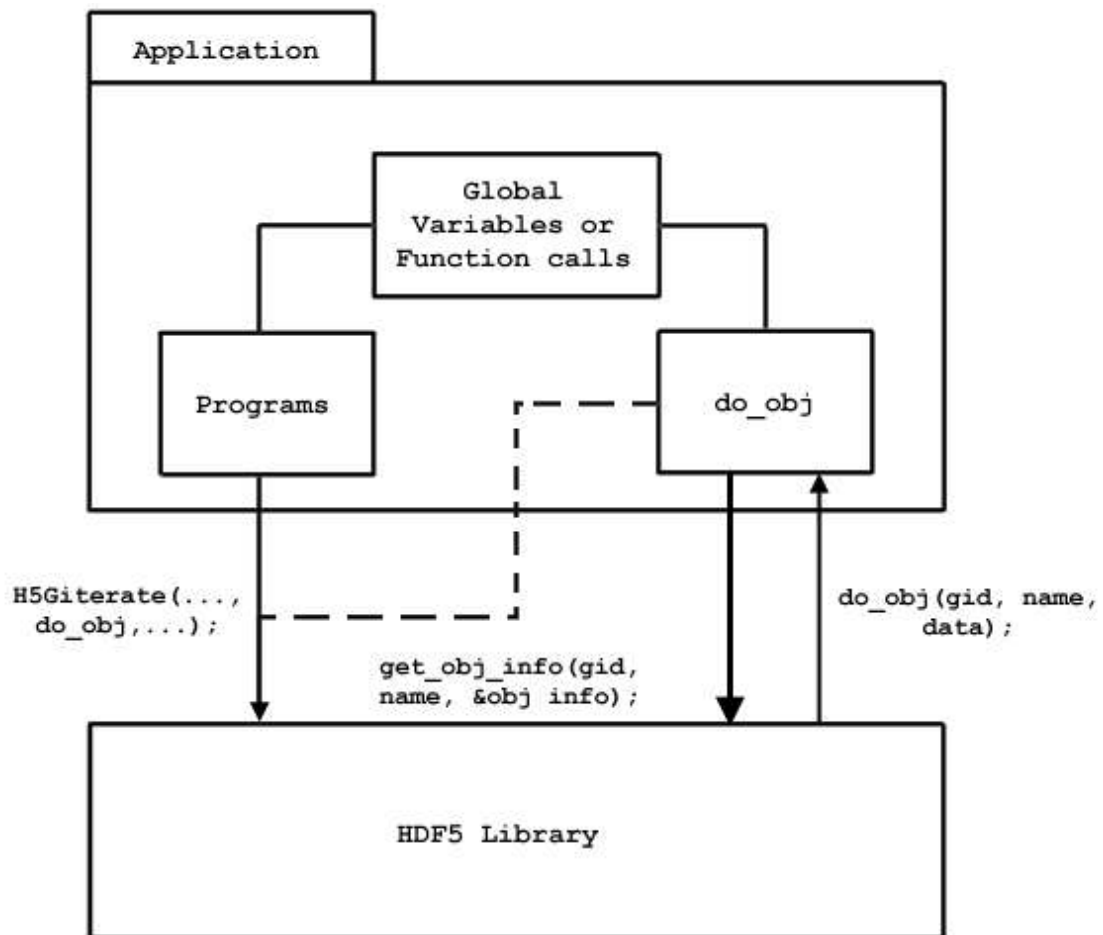 Application
Global
Variables or
Function calls
Programs
do_obj
H5Giterate(...,
do_obj,...);
do_obj(gid, name,
data);
get_obj_info(gid,
name, &obj info);
HDF5 Library